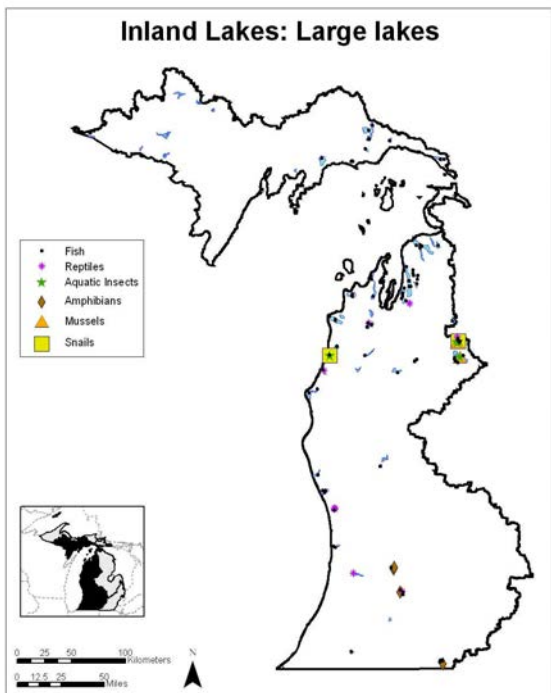 Inland Lakes: Large lakes
Fish
Reptiles
Aquatic Insects
Amphibians
Mussels
Snails
0 25 50 100
Kilometers
0 12.5 25 50
Miles